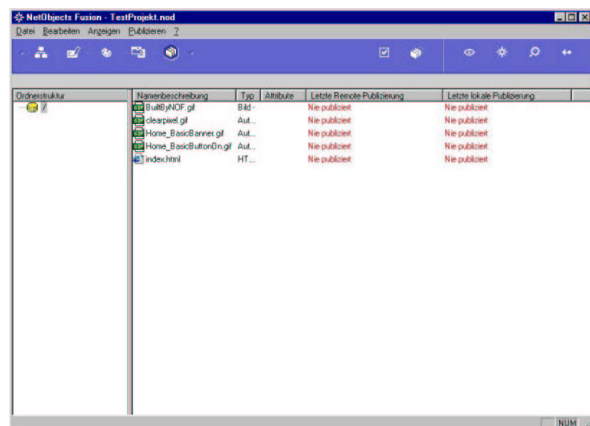 NetObjects Fusion - TestProjekt.nod
Datei Bearbeiten Anzeigen Publizieren ?
Ordnerstruktur Namenbeschreibung Typ Attribute Letzte Remote-Publizierung Letzte lokale Publizierung
/ BuiltByNOF.gif Bild - Nie publiziert Nie publiziert
clearpixel.gif Aut... Nie publiziert Nie publiziert
Home_BasicBanner.gif Aut... Nie publiziert Nie publiziert
Home_BasicButtonOn.gif Aut... Nie publiziert Nie publiziert
index.html HT... Nie publiziert Nie publiziert
NUM